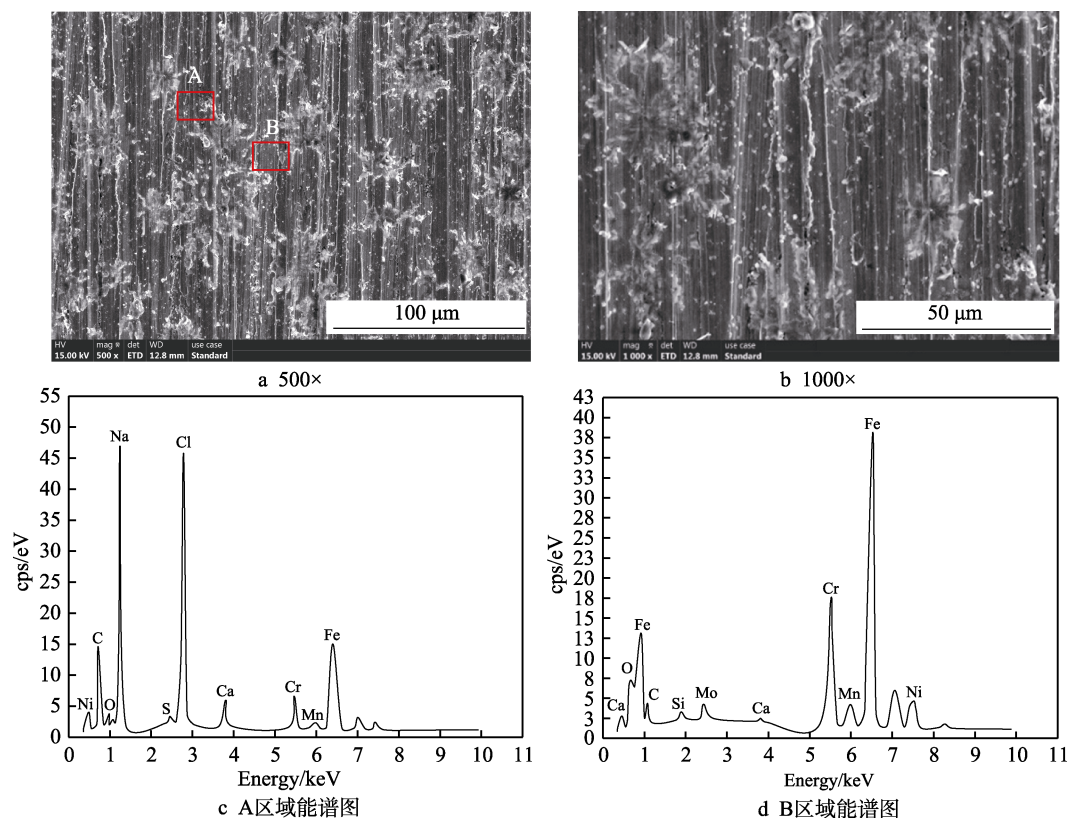 A
B
100 μm
50 μm
HV mag det WD use case
15.00 kV 500 x ETD 12.8 mm Standard
HV mag det WD use case
15.00 kV 1 000 x ETD 12.8 mm Standard
a 500×
b 1000×
cps/eV
55
50
45
40
35
30
25
20
15
10
5
0
Na
Cl
C
Ni
O
S
Ca
Cr
Mn
Fe
0 1 2 3 4 5 6 7 8 9 10 11
Energy/keV
c A区域能谱图
cps/eV
43
40
38
35
33
30
28
25
23
20
18
15
13
10
8
5
3
0
Fe
Cr
Fe
O
Ca
C
Si
Mo
Ca
Mn
Ni
0 1 2 3 4 5 6 7 8 9 10 11
Energy/keV
d B区域能谱图